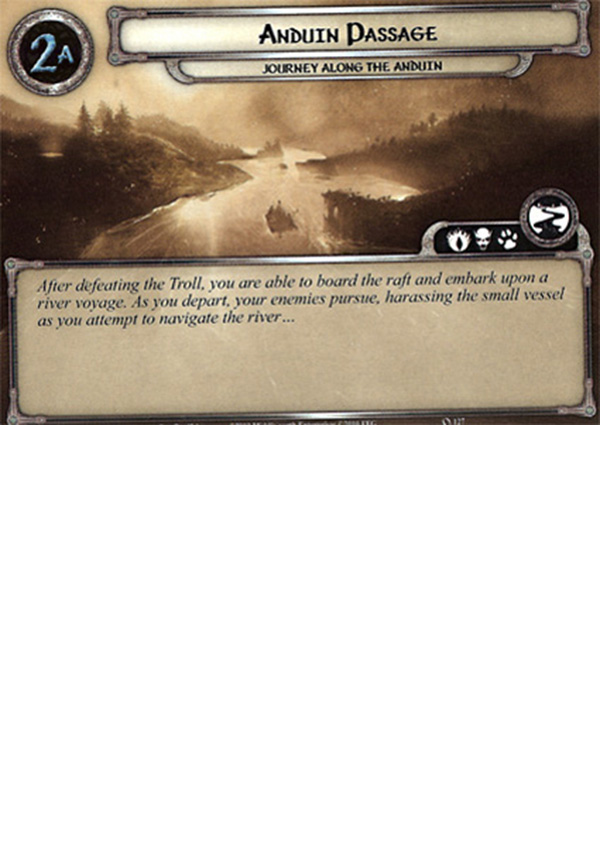 2A
ANDUIN PASSAGE
JOURNEY ALONG THE ANDUIN
After defeating the Troll, you are able to board the raft and embark upon a
river voyage. As you depart, your enemies pursue, harassing the small vessel
as you attempt to navigate the river…
127